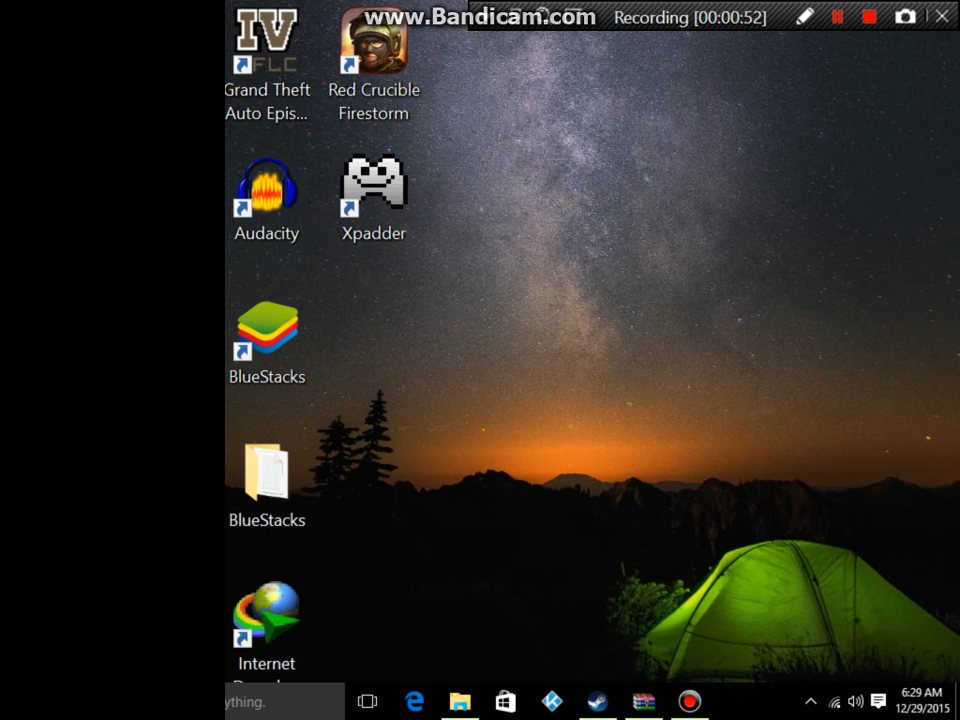 www.Bandicam.com
Recording [00:00:52]
IV
FLC
Grand Theft
Auto Epis...
Red Crucible
Firestorm
Audacity
Xpadder
BlueStacks
BlueStacks
Internet
ything.
6:29 AM
12/29/2015